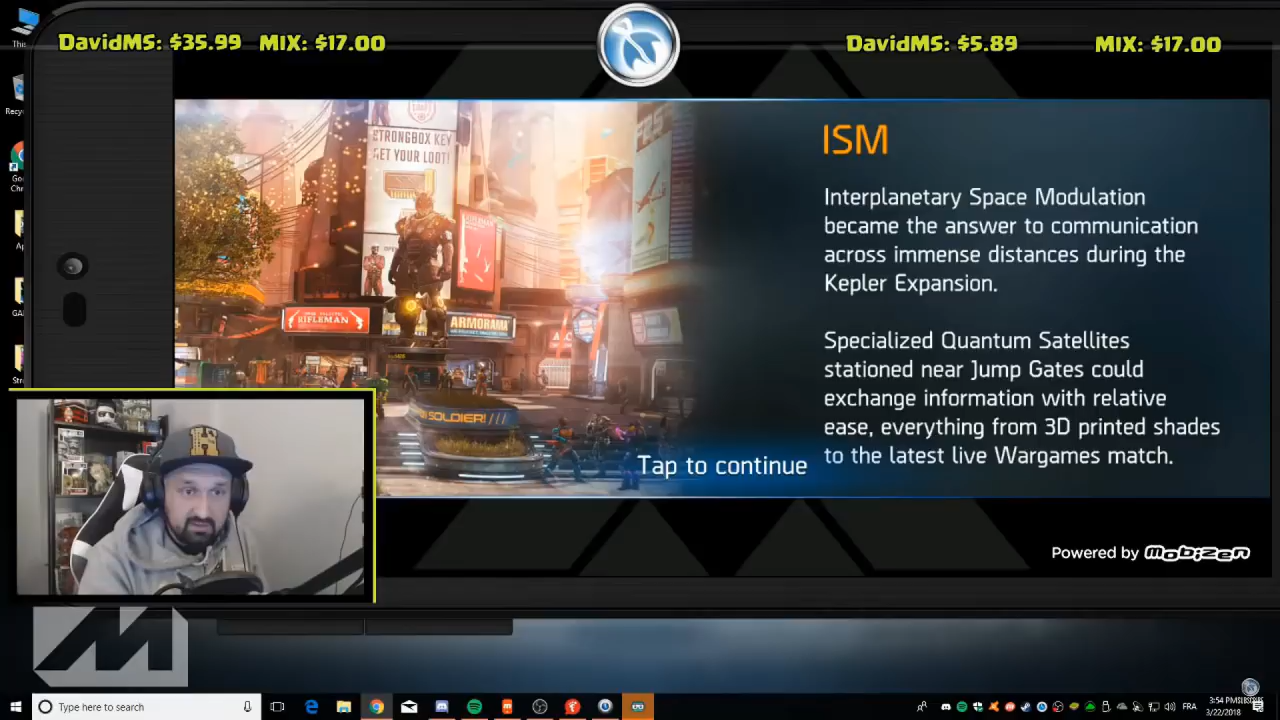 DavidMS: $35.99 MIX: $17.00
DavidMS: $5.89 MIX: $17.00
STRONGBOX KEY
GET YOUR LOOT!
RIFLEMAN
ARMORAMA
SOLDIER! ///
ISM
Interplanetary Space Modulation
became the answer to communication
across immense distances during the
Kepler Expansion.
Specialized Quantum Satellites
stationed near Jump Gates could
exchange information with relative
ease, everything from 3D printed shades
to the latest live Wargames match.
Tap to continue
Powered by mobizen
Type here to search
FRA
3:54 PM
3/22/2018